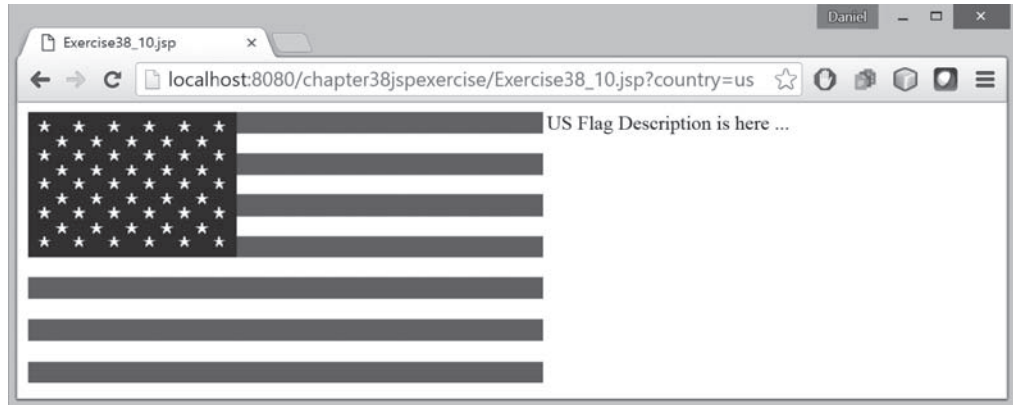 Daniel
Exercise38_10.jsp
localhost:8080/chapter38jspexercise/Exercise38_10.jsp?country=us
US Flag Description is here ...